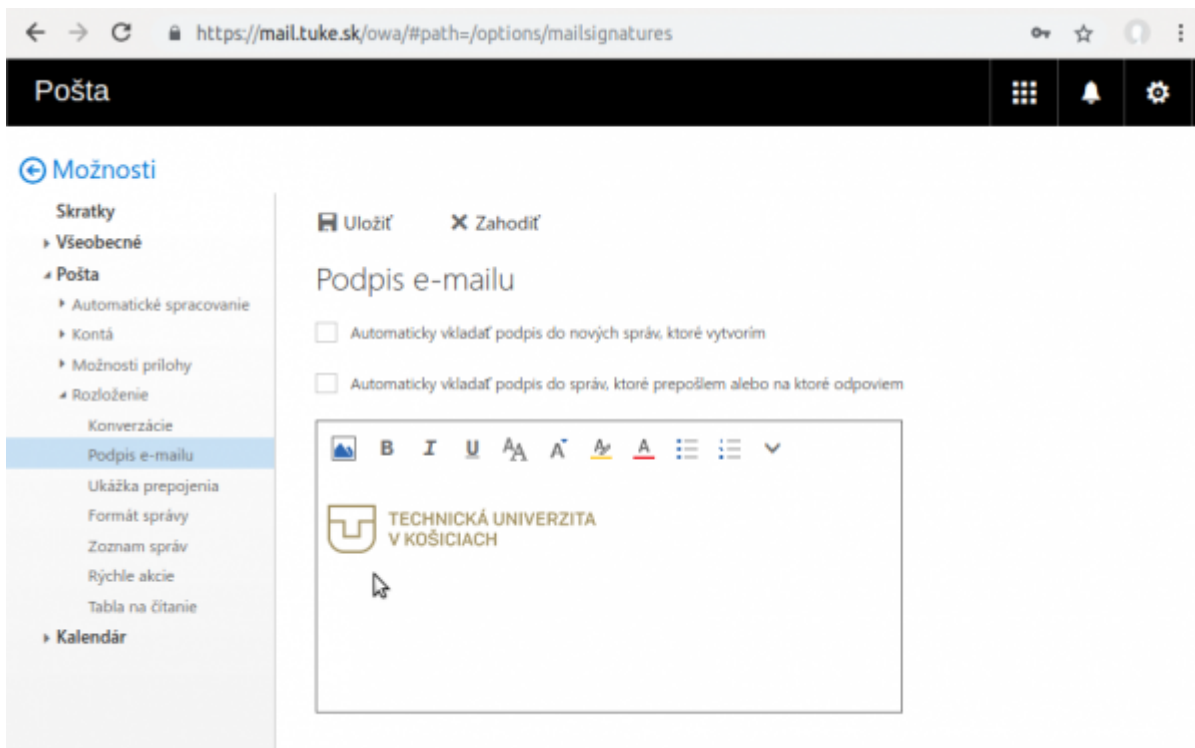 https://mail.tuke.sk/owa/#path=/options/mailsignatures
Pošta
Možnosti
Skratky
Všeobecné
Pošta
Automatické spracovanie
Kontá
Možnosti prílohy
Rozloženie
Konverzácie
Podpis e-mailu
Ukážka prepojenia
Formát správy
Zoznam správ
Rýchle akcie
Tabla na čítanie
Kalendár
Uložiť Zahodiť
Podpis e-mailu
Automaticky vkladať podpis do nových správ, ktoré vytvorím
Automaticky vkladať podpis do správ, ktoré prepošlem alebo na ktoré odpoviem
B I U AA A A A
TECHNICKÁ UNIVERZITA
V KOŠICIACH